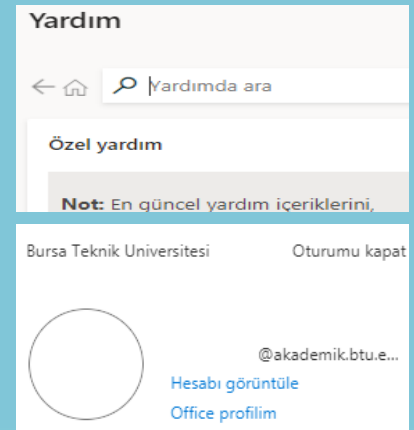 Yardım
Yardımda ara
Özel yardım
Not: En güncel yardım içeriklerini,
Bursa Teknik Universitesi
Oturumu kapat
@akademik.btu.e...
Hesabı görüntüle
Office profilim